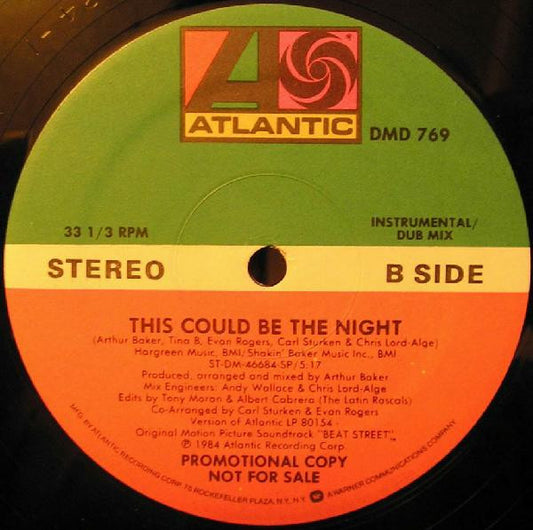 A
ATLANTIC
DMD 769
33 1/3 RPM
INSTRUMENTAL/
DUB MIX
STEREO
B SIDE
THIS COULD BE THE NIGHT
(Arthur Baker, Tina B, Evan Rogers, Carl Sturken & Chris Lord-Alge)
Hargreen Music, BMI/Shakin' Baker Music Inc., BMI
ST-DM-46684-SP/5:17
Produced, arranged and mixed by Arthur Baker
Mix Engineers: Andy Wallace & Chris Lord-Alge
Edits by Tony Moran & Albert Cabrera (The Latin Rascals)
Co-Arranged by Carl Sturken & Evan Rogers
Version of Atlantic LP 80154
Original Motion Picture Soundtrack "BEAT STREET"™
℗ 1984 Atlantic Recording Corp.
PROMOTIONAL COPY
NOT FOR SALE
MFG. BY ATLANTIC RECORDING CORP. 75 ROCKEFELLER PLAZA, N.Y., N.Y. A WARNER COMMUNICATIONS COMPANY.